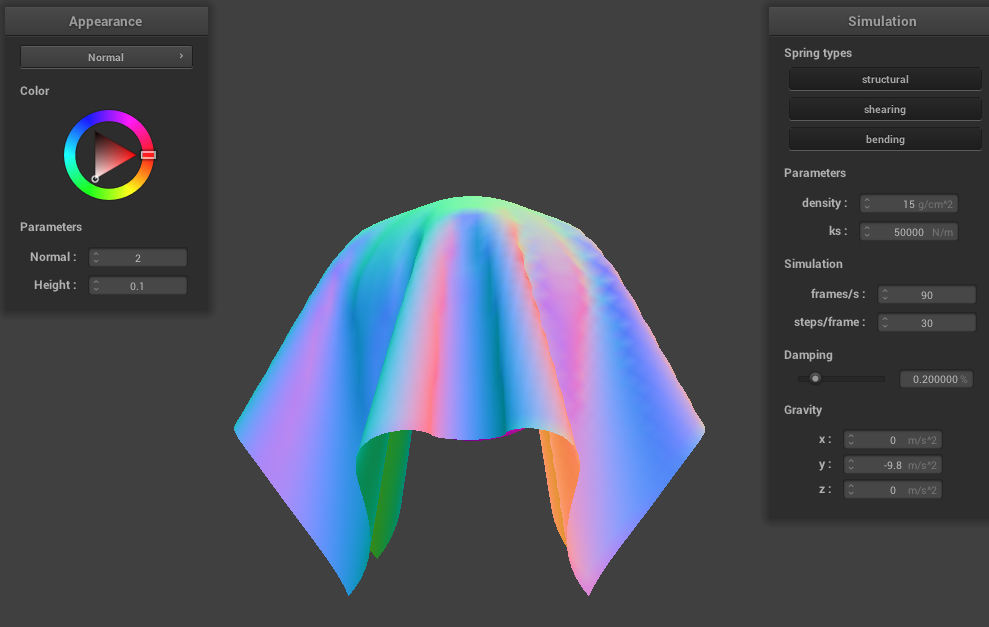 Appearance
Normal
Color
Parameters
Normal : 2
Height : 0.1
Simulation
Spring types
structural
shearing
bending
Parameters
density : 15 g/cm^2
ks : 50000 N/m
Simulation
frames/s : 90
steps/frame : 30
Damping
0.200000 %
Gravity
x : 0 m/s^2
y : -9.8 m/s^2
z : 0 m/s^2